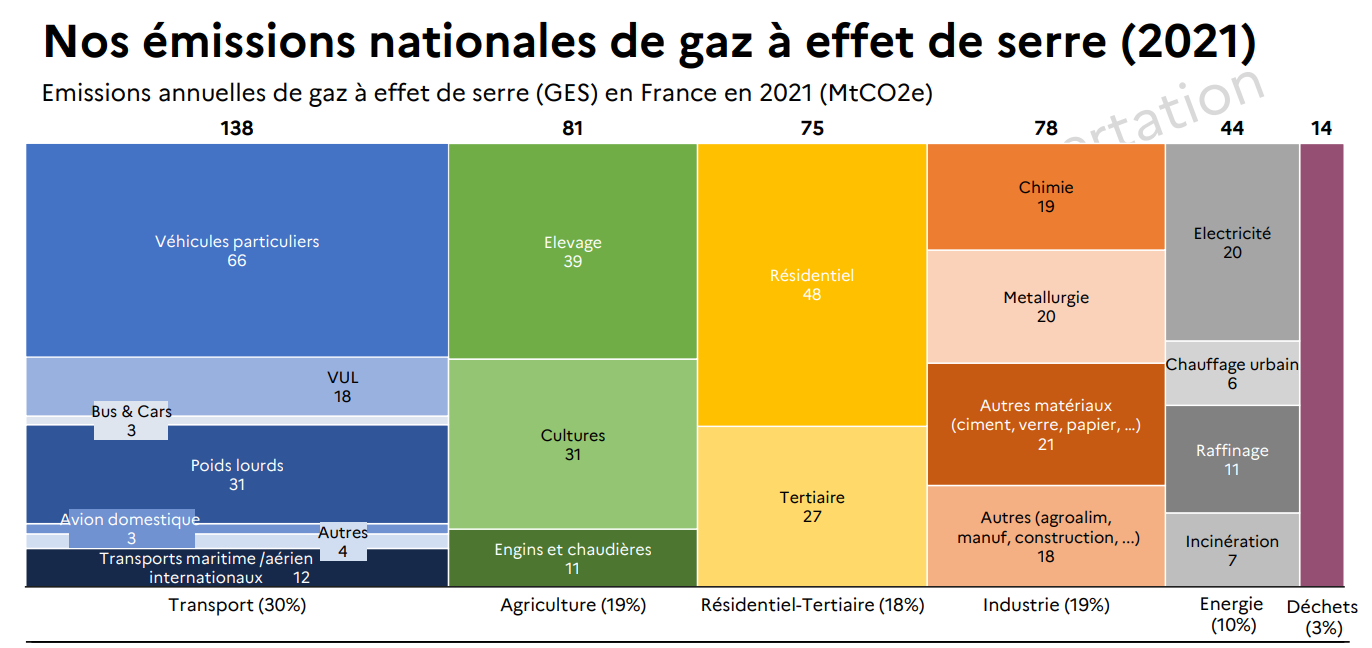 Nos émissions nationales de gaz à effet de serre (2021)
Emissions annuelles de gaz à effet de serre (GES) en France en 2021 (MtCO2e)
138
81
75
78
44
14
Véhicules particuliers
66
VUL
18
Bus & Cars
3
Poids lourds
31
Avion domestique
3
Autres
4
Transports maritime /aérien
internationaux 12
Transport (30%)
Elevage
39
Cultures
31
Engins et chaudières
11
Agriculture (19%)
Résidentiel
48
Tertiaire
27
Résidentiel-Tertiaire (18%)
Chimie
19
Metallurgie
20
Autres matériaux
(ciment, verre, papier, …)
21
Autres (agroalim,
manuf, construction, …)
18
Industrie (19%)
Electricité
20
Chauffage urbain
6
Raffinage
11
Incinération
7
Energie
(10%)
Déchets
(3%)